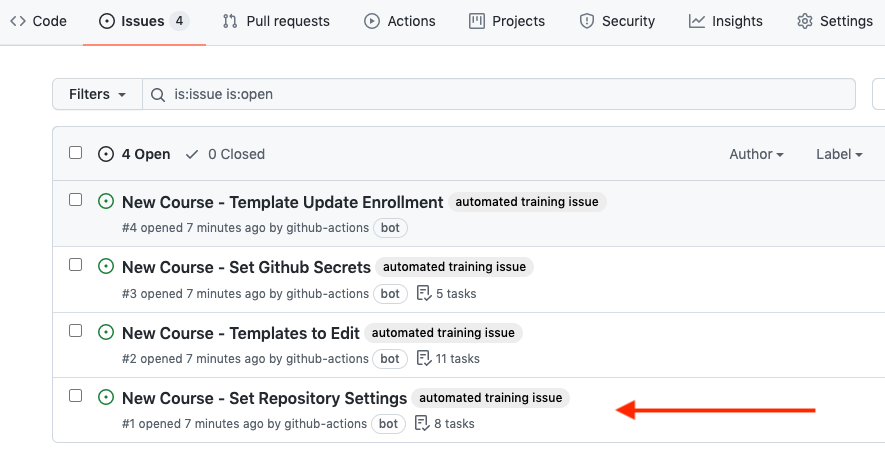 Code Issues 4 Pull requests Actions Projects Security Insights Settings
Filters is:issue is:open
4 Open 0 Closed Author Label
New Course - Template Update Enrollment automated training issue
#4 opened 7 minutes ago by github-actions bot
New Course - Set Github Secrets automated training issue
#3 opened 7 minutes ago by github-actions bot 5 tasks
New Course - Templates to Edit automated training issue
#2 opened 7 minutes ago by github-actions bot 11 tasks
New Course - Set Repository Settings automated training issue
#1 opened 7 minutes ago by github-actions bot 8 tasks